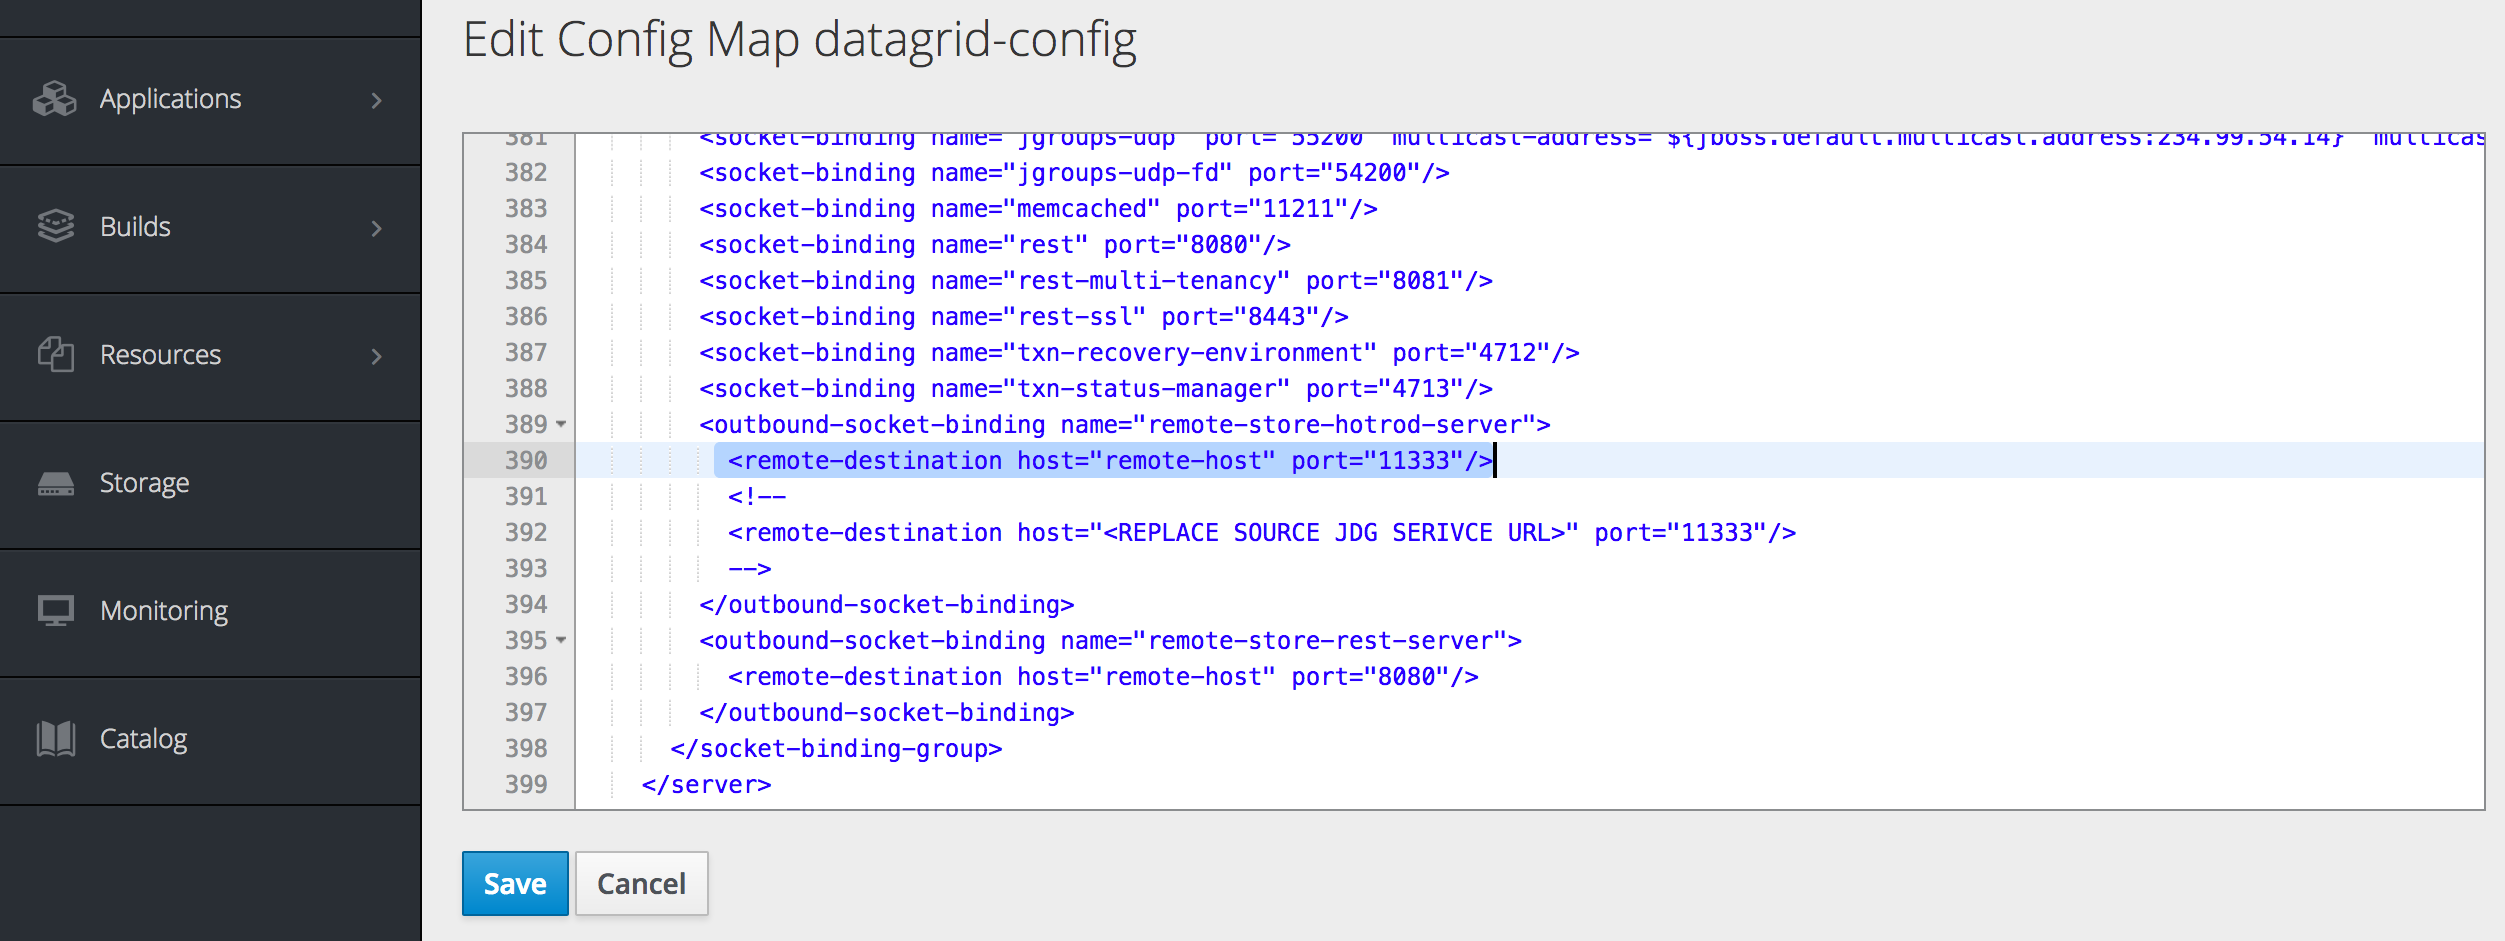 Edit Config Map datagrid-config
Applications
Builds
Resources
Storage
Monitoring
Catalog
381 <socket-binding name="jgroups-udp" port="55200" multicast-address="${jboss.default.multicast.address:234.99.54.14}"
382 <socket-binding name="jgroups-udp-fd" port="54200"/>
383 <socket-binding name="memcached" port="11211"/>
384 <socket-binding name="rest" port="8080"/>
385 <socket-binding name="rest-multi-tenancy" port="8081"/>
386 <socket-binding name="rest-ssl" port="8443"/>
387 <socket-binding name="txn-recovery-environment" port="4712"/>
388 <socket-binding name="txn-status-manager" port="4713"/>
389 <outbound-socket-binding name="remote-store-hotrod-server">
390 <remote-destination host="remote-host" port="11333"/>
391 <!--
392 <remote-destination host="<REPLACE SOURCE JDG SERIVCE URL>" port="11333"/>
393 -->
394 </outbound-socket-binding>
395 <outbound-socket-binding name="remote-store-rest-server">
396 <remote-destination host="remote-host" port="8080"/>
397 </outbound-socket-binding>
398 </socket-binding-group>
399 </server>
Save
Cancel